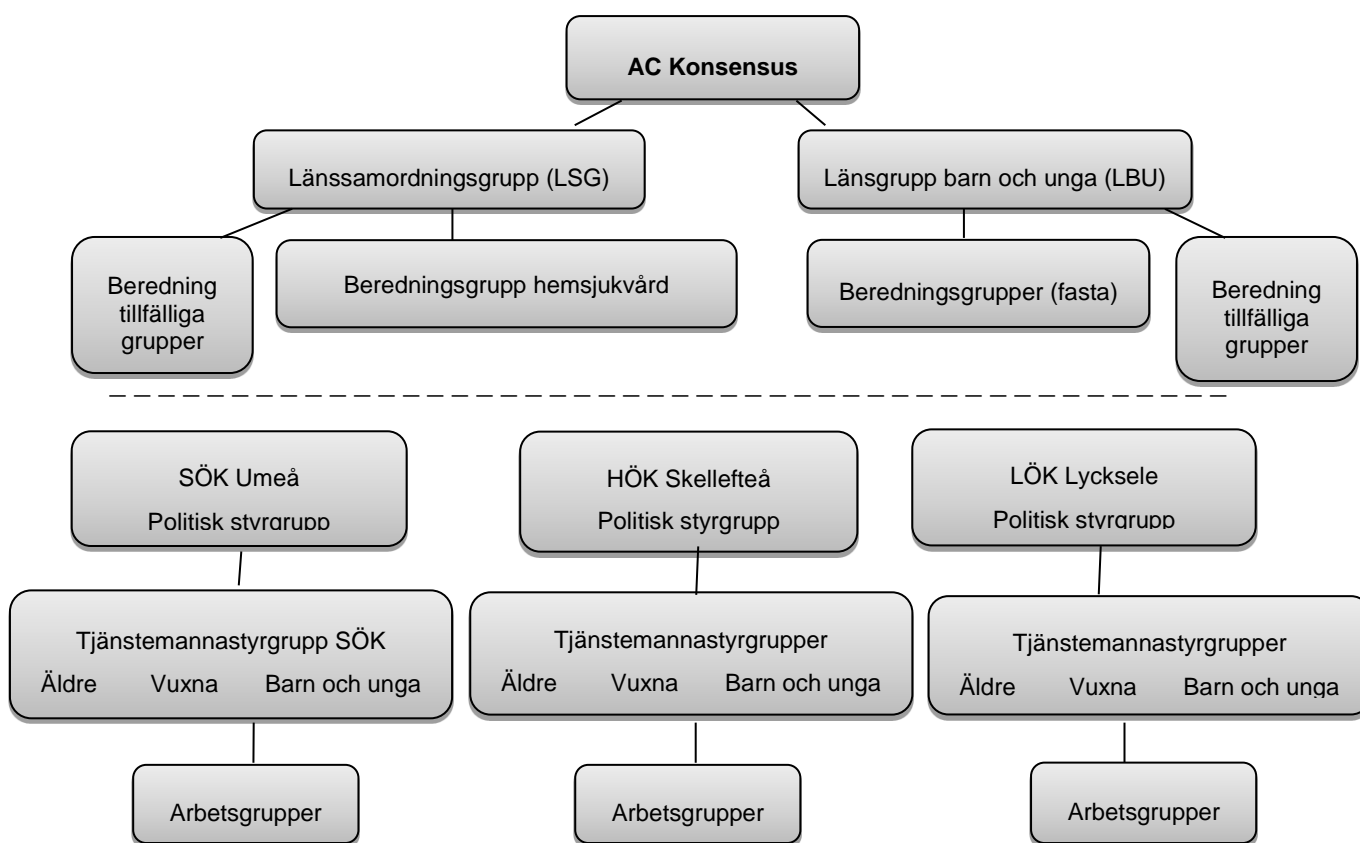 AC Konsensus
Länssamordningsgrupp (LSG)
Länsgrupp barn och unga (LBU)
Beredning
tillfälliga
grupper
Beredningsgrupp hemsjukvård
Beredningsgrupper (fasta)
Beredning
tillfälliga
grupper
SÖK Umeå
Politisk styrgrupp
HÖK Skellefteå
Politisk styrgrupp
LÖK Lycksele
Politisk styrgrupp
Tjänstemannastyrgrupp SÖK
Äldre Vuxna Barn och unga
Tjänstemannastyrgrupper
Äldre Vuxna Barn och unga
Tjänstemannastyrgrupper
Äldre Vuxna Barn och unga
Arbetsgrupper
Arbetsgrupper
Arbetsgrupper